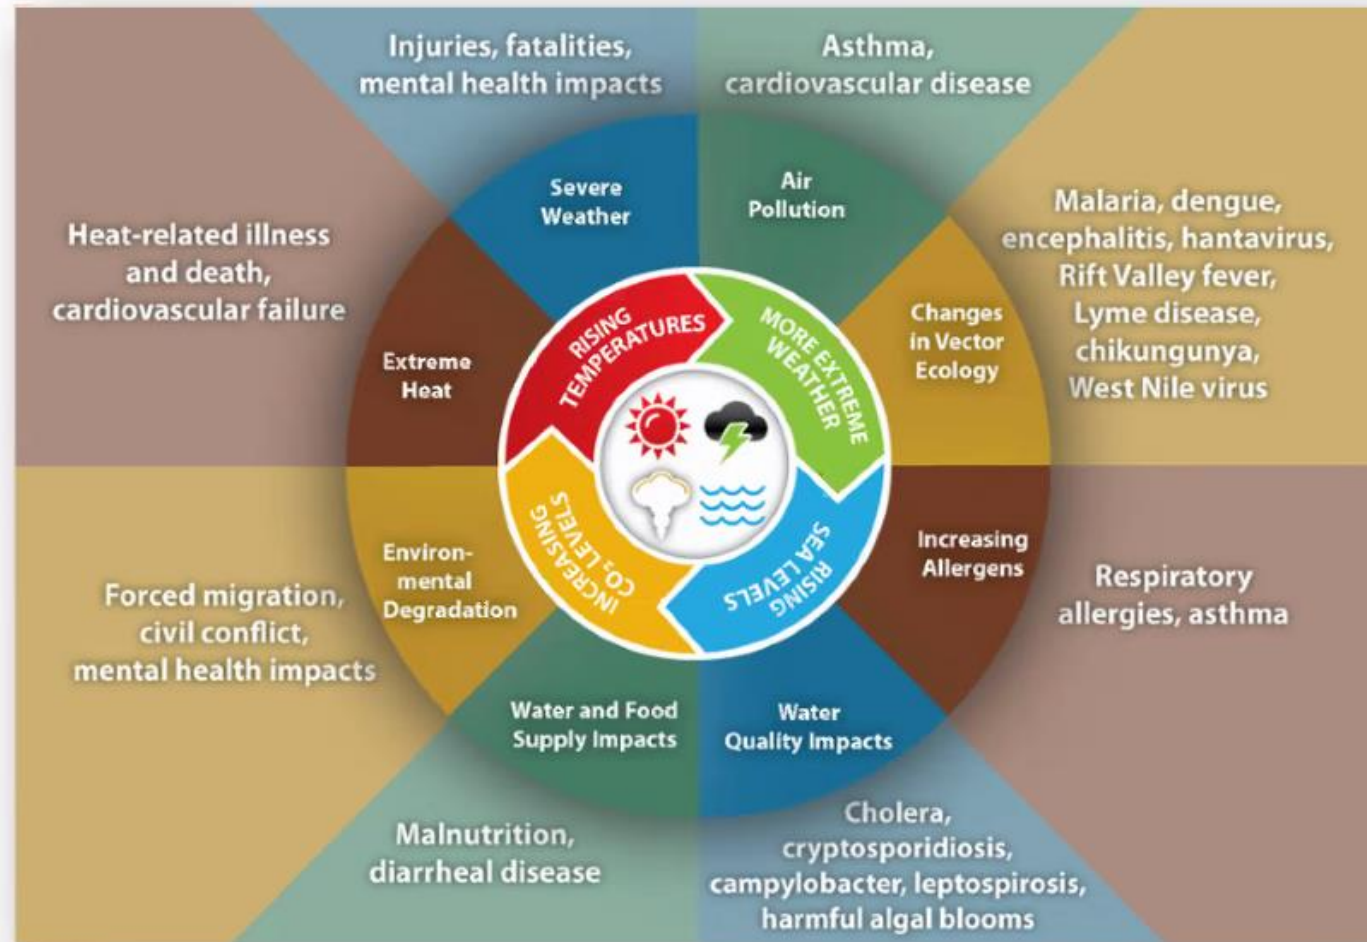 Injuries, fatalities,
mental health impacts
Asthma,
cardiovascular disease
Severe
Weather
Air
Pollution
Heat-related illness
and death,
cardiovascular failure
Malaria, dengue,
encephalitis, hantavirus,
Rift Valley fever,
Lyme disease,
chikungunya,
West Nile virus
Extreme
Heat
Changes
in Vector
Ecology
RISING
TEMPERATURES
MORE EXTREME
WEATHER
INCREASING
CO₂ LEVELS
RISING
SEA LEVELS
Environ-
mental
Degradation
Increasing
Allergens
Forced migration,
civil conflict,
mental health impacts
Respiratory
allergies, asthma
Water and Food
Supply Impacts
Water
Quality Impacts
Malnutrition,
diarrheal disease
Cholera,
cryptosporidiosis,
campylobacter, leptospirosis,
harmful algal blooms